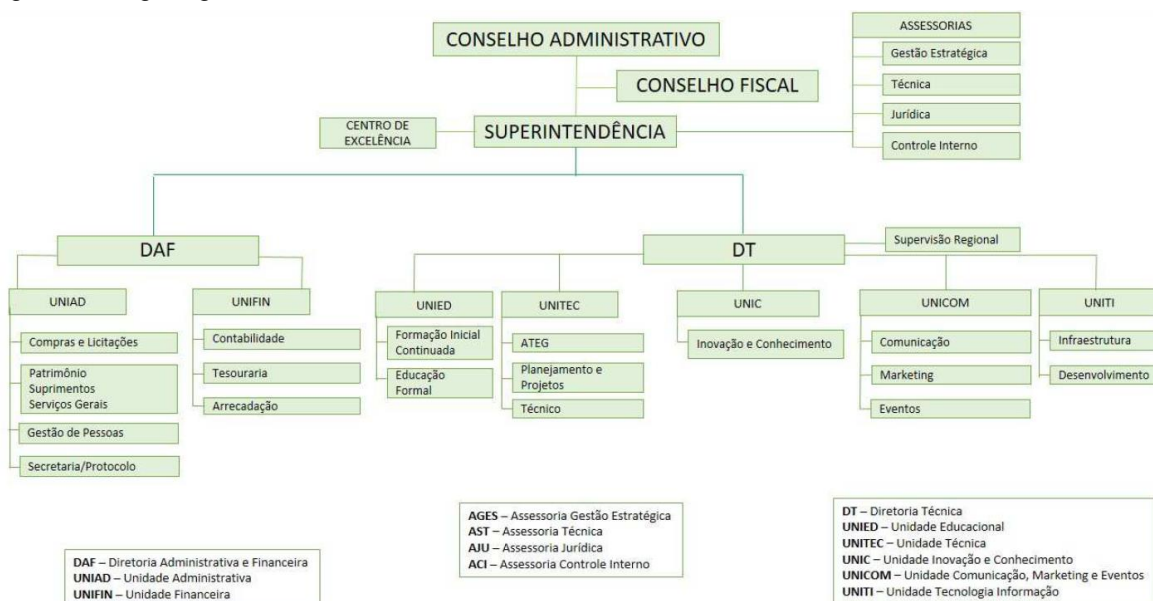 CONSELHO ADMINISTRATIVO
CONSELHO FISCAL
CENTRO DE
EXCELÊNCIA
SUPERINTENDÊNCIA
ASSESSORIAS
Gestão Estratégica
Técnica
Jurídica
Controle Interno
DAF
DT
Supervisão Regional
UNIAD
Compras e Licitações
Patrimônio
Suprimentos
Serviços Gerais
Gestão de Pessoas
Secretaria/Protocolo
UNIFIN
Contabilidade
Tesouraria
Arrecadação
UNIED
Formação Inicial
Continuada
Educação
Formal
UNITEC
ATEG
Planejamento e
Projetos
Técnico
UNIC
Inovação e Conhecimento
UNICOM
Comunicação
Marketing
Eventos
UNITI
Infraestrutura
Desenvolvimento
DAF – Diretoria Administrativa e Financeira
UNIAD – Unidade Administrativa
UNIFIN – Unidade Financeira
AGES – Assessoria Gestão Estratégica
AST – Assessoria Técnica
AJU – Assessoria Jurídica
ACI – Assessoria Controle Interno
DT – Diretoria Técnica
UNIED – Unidade Educacional
UNITEC – Unidade Técnica
UNIC – Unidade Inovação e Conhecimento
UNICOM – Unidade Comunicação, Marketing e Eventos
UNITI – Unidade Tecnologia Informação